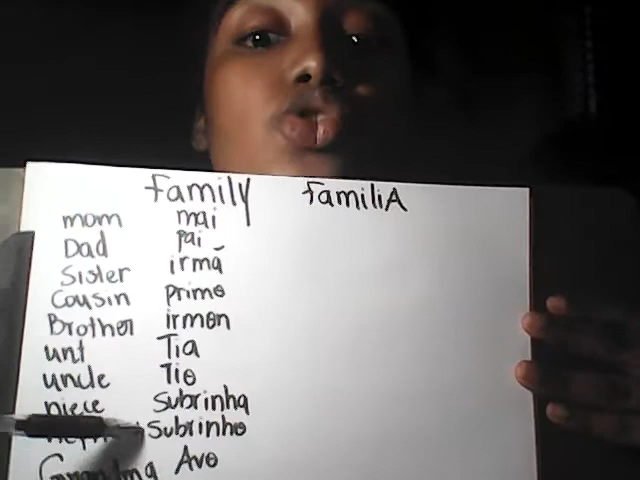 family familiA
mom mai
Dad pai
Sister irmã
Cousin primo
Brother irmon
unt Tia
uncle Tio
niece Subrinha
Subrinho
Grandma Avo